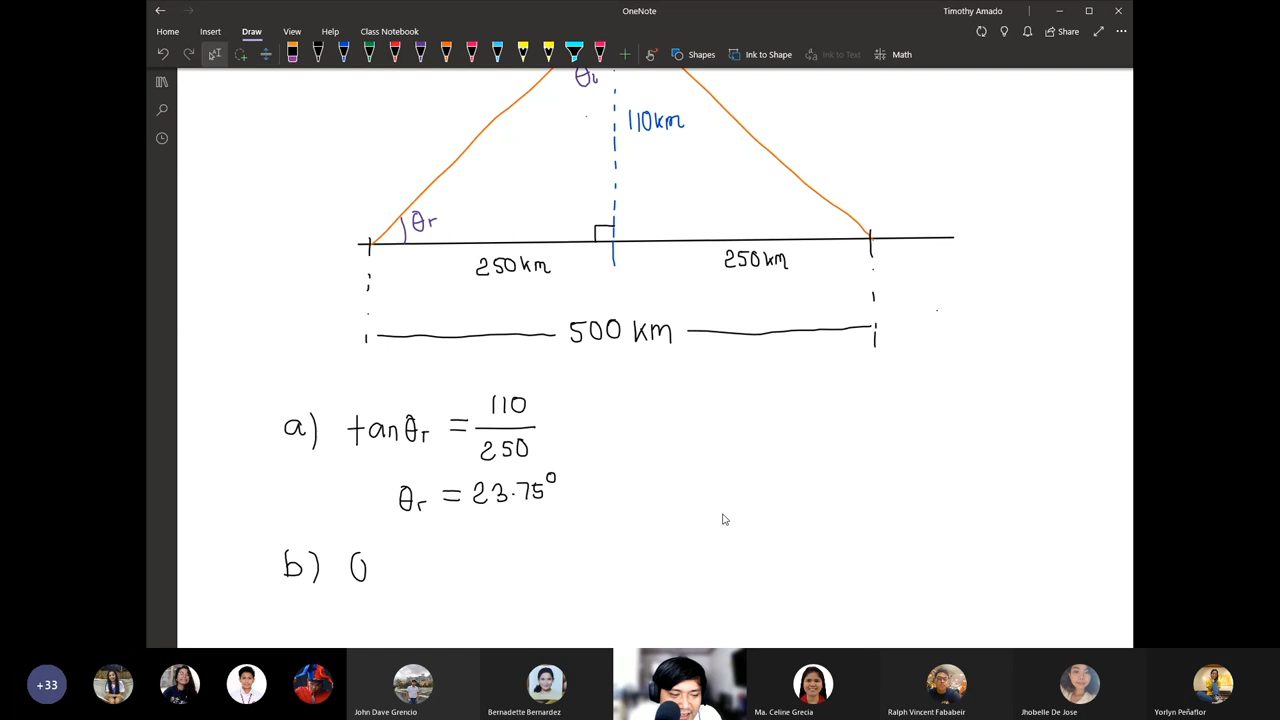 OneNote
Timothy Amado
Home Insert Draw View Help Class Notebook
Share
Shapes Ink to Shape Ink to Text Math
θi
110km
θr
250km 250km
500 km
a) tanθr = 110/250
θr = 23.75°
b) 0
+33
John Dave Grencio
Bernadette Bernardez
Ma. Celine Grecia
Ralph Vincent Fababeir
Jhobelle De Jose
Yorlyn Peñaflor